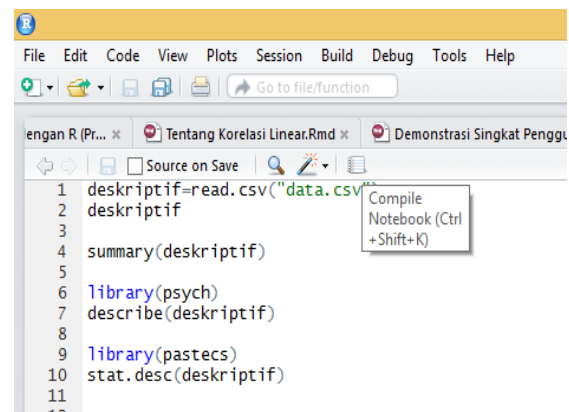 R
File Edit Code View Plots Session Build Debug Tools Help
Go to file/function
engan R (Pr... × Tentang Korelasi Linear.Rmd × Demonstrasi Singkat Penggu
Source on Save
1 deskriptif=read.csv("data.csv")
2 deskriptif
3
4 summary(deskriptif)
5
6 library(psych)
7 describe(deskriptif)
8
9 library(pastecs)
10 stat.desc(deskriptif)
11
Compile
Notebook (Ctrl
+Shift+K)